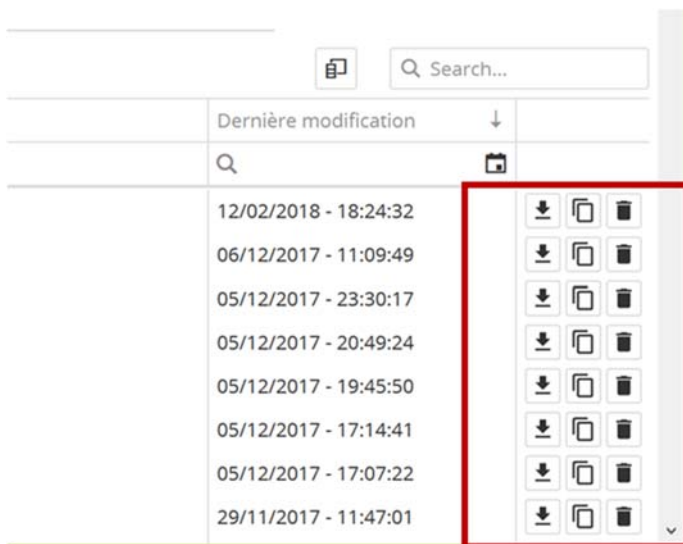 Search...
Dernière modification
12/02/2018 - 18:24:32
06/12/2017 - 11:09:49
05/12/2017 - 23:30:17
05/12/2017 - 20:49:24
05/12/2017 - 19:45:50
05/12/2017 - 17:14:41
05/12/2017 - 17:07:22
29/11/2017 - 11:47:01